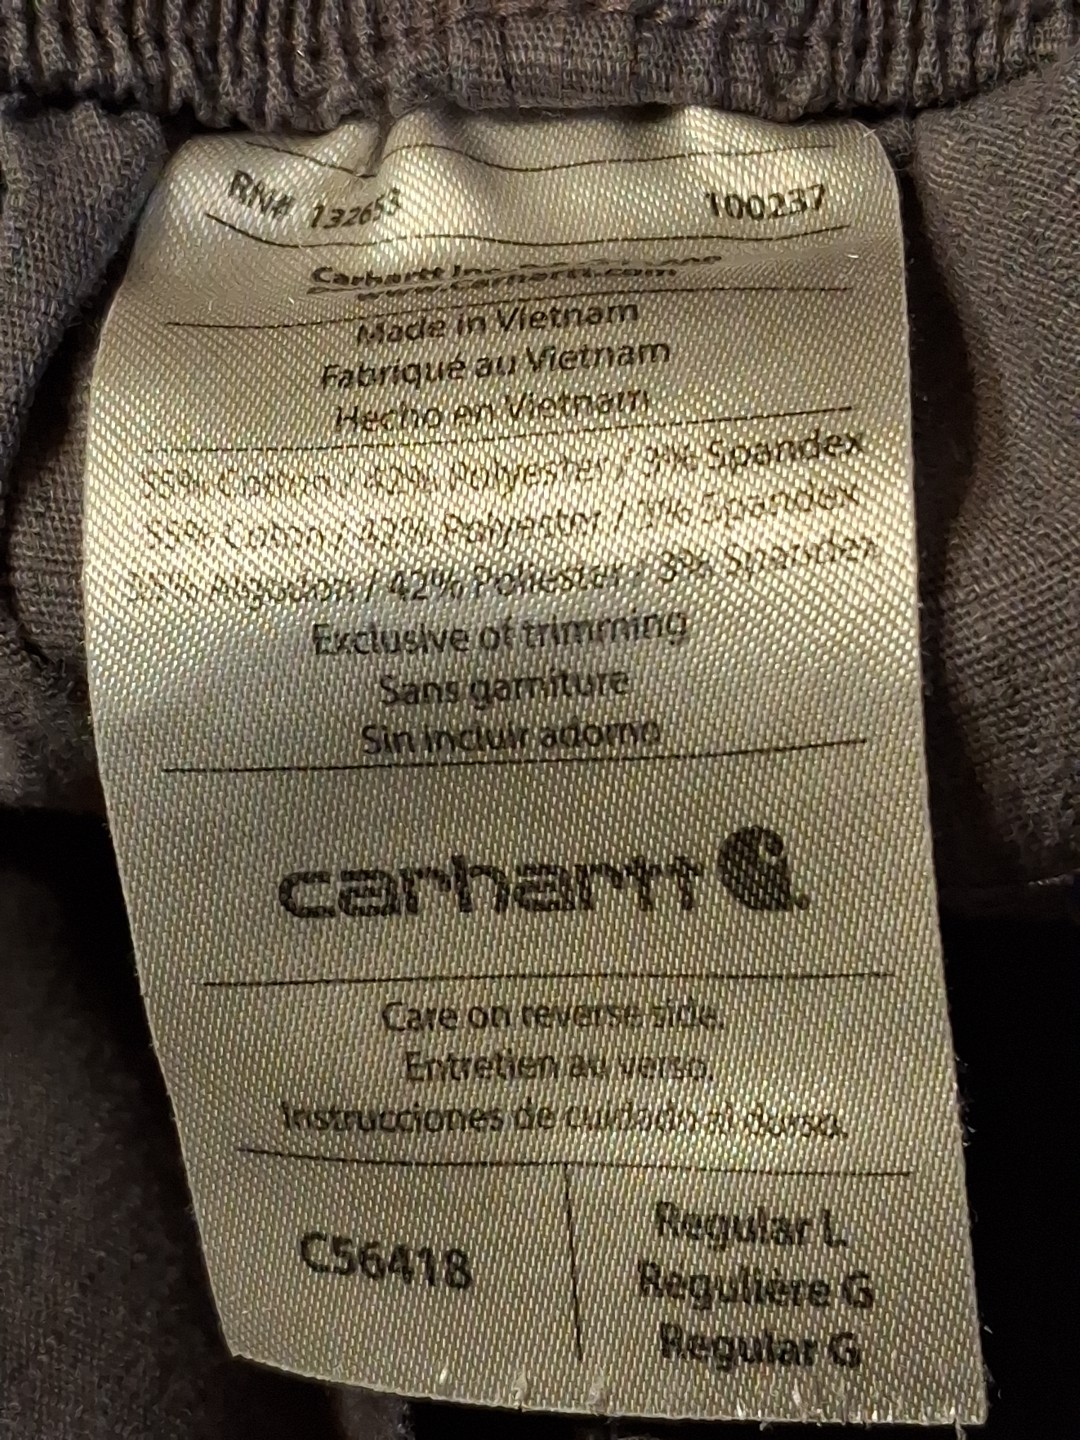 RN# 132653 100237
Carhartt Inc.
www.carhartt.com
Made in Vietnam
Fabriqué au Vietnam
Hecho en Vietnam
55% Cotton / 42% Polyester / 3% Spandex
55% Coton / 42% Polyester / 3% Spandex
55% Algodon / 42% Poliester / 3% Spandex
Exclusive of trimming
Sans garniture
Sin incluir adorno
carhartt
Care on reverse side.
Entretien au verso.
Instrucciones de cuidado al dorso.
C56418
Regular L
Regulière G
Regular G